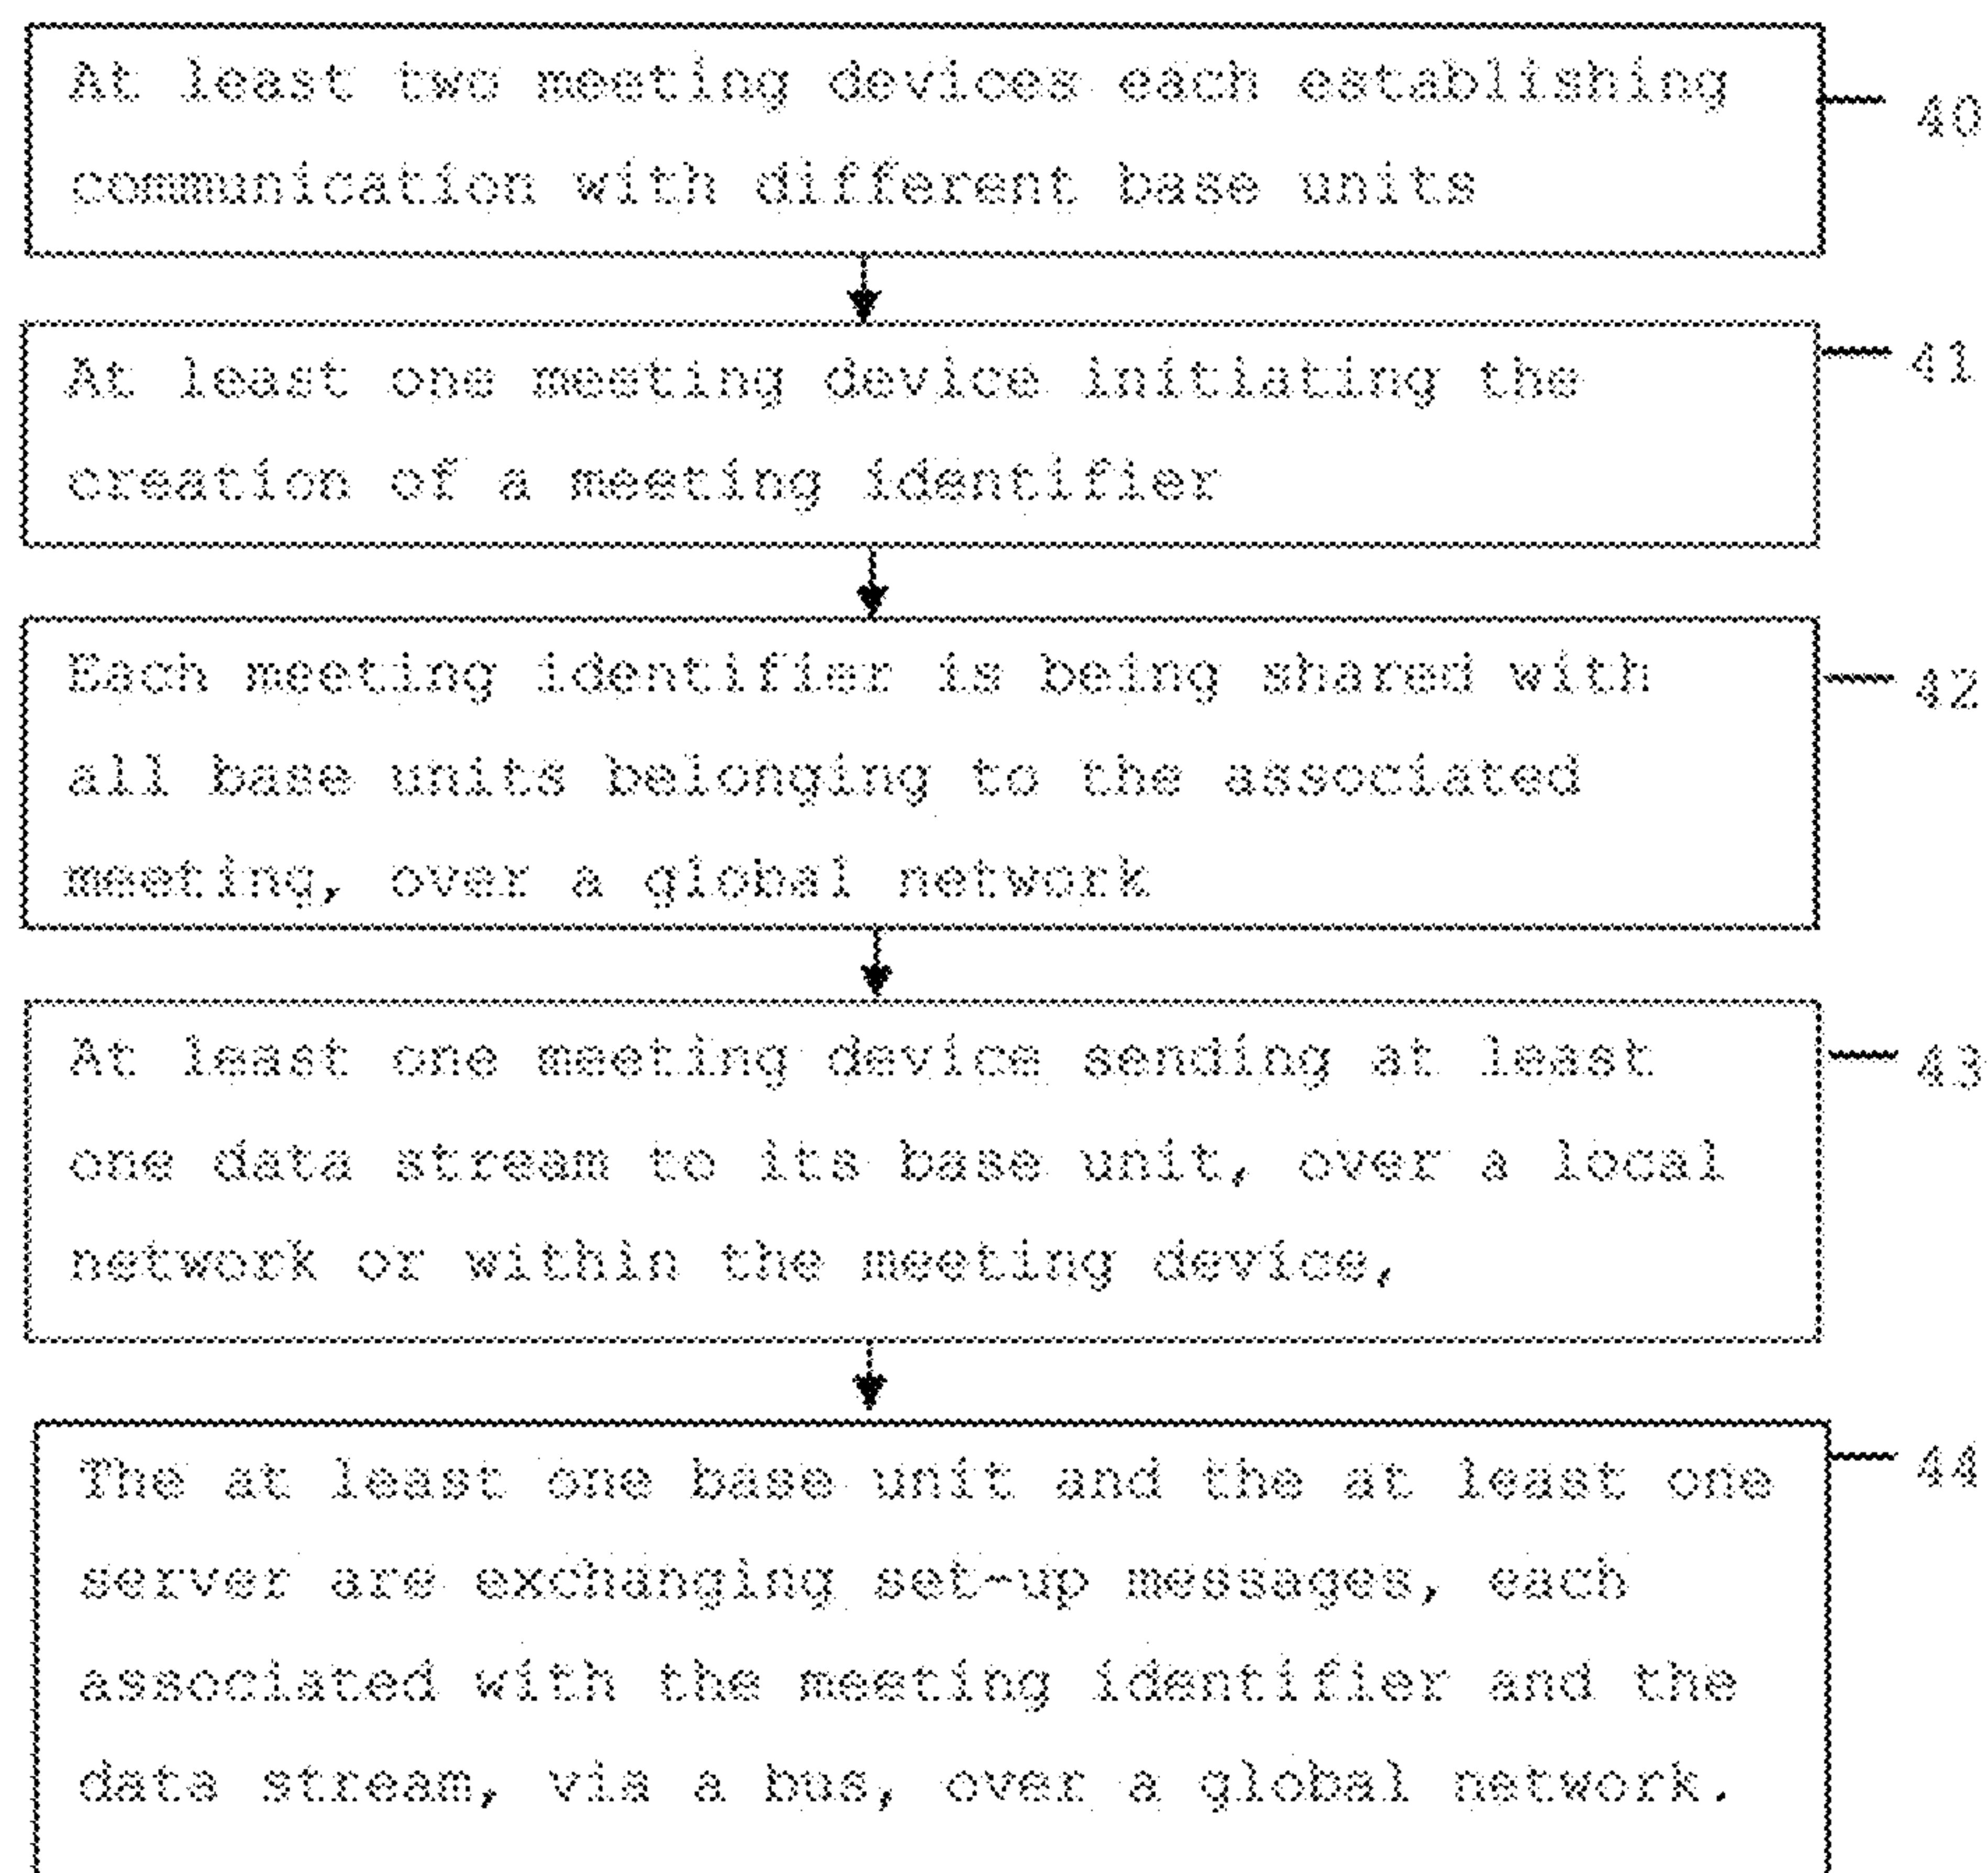 At least two meeting devices each establishing
communication with different base units
40
At least one meeting device initiating the
creation of a meeting identifier
41
Each meeting identifier is being shared with
all base units belonging to the associated
meeting, over a global network
42
At least one meeting device sending at least
one data stream to its base unit, over a local
network or within the meeting device,
43
The at least one base unit and the at least one
server are exchanging set-up messages, each
associated with the meeting identifier and the
data stream, via a bus, over a global network.
44